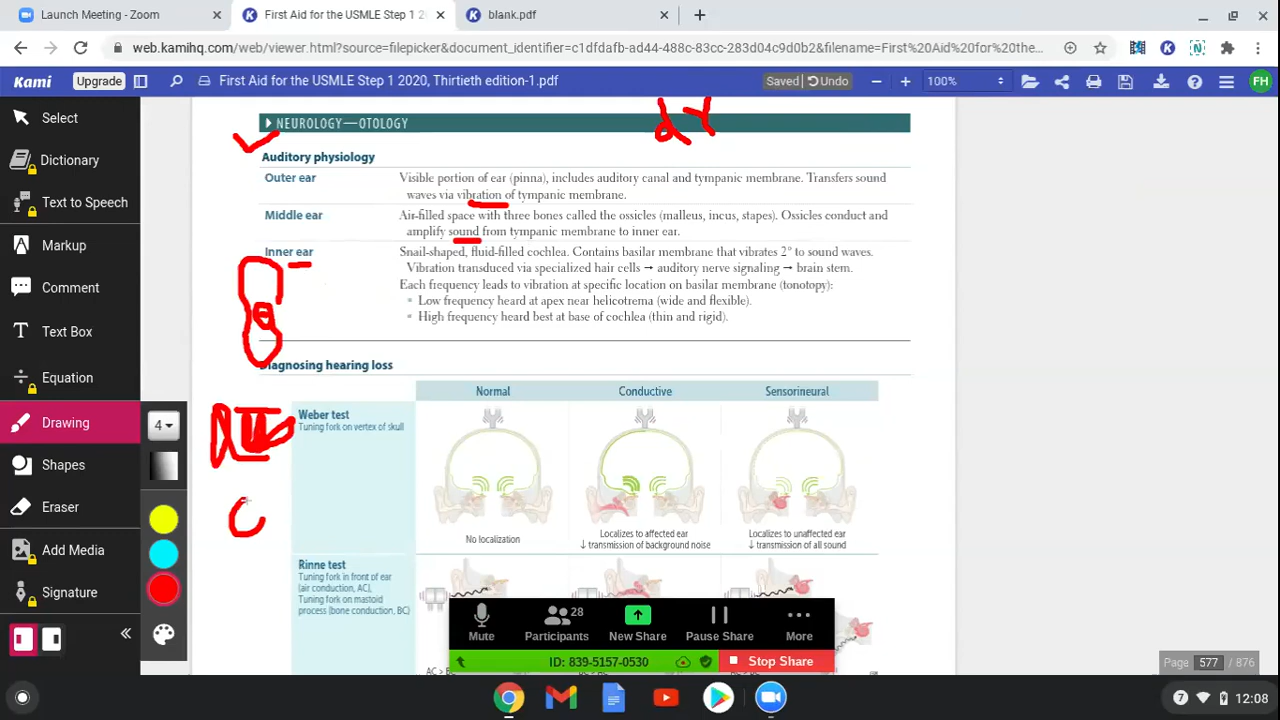 Launch Meeting - Zoom
First Aid for the USMLE Step 1 2
blank.pdf
web.kamihq.com/web/viewer.html?source=filepicker&document_identifier=c1dfdafb-ad44-488c-83cc-283d04c9d0b2&filename=First%20Aid%20for%20the...
Kami
Upgrade
First Aid for the USMLE Step 1 2020, Thirtieth edition-1.pdf
Saved
Undo
100%
FH
Select
Dictionary
Text to Speech
Markup
Comment
Text Box
Equation
Drawing
4
Shapes
Eraser
Add Media
Signature
NEUROLOGY—OTOLOGY
Auditory physiology
Outer ear
Visible portion of ear (pinna), includes auditory canal and tympanic membrane. Transfers sound
waves via vibration of tympanic membrane.
Middle ear
Air-filled space with three bones called the ossicles (malleus, incus, stapes). Ossicles conduct and
amplify sound from tympanic membrane to inner ear.
Inner ear
Snail-shaped, fluid-filled cochlea. Contains basilar membrane that vibrates 2° to sound waves.
Vibration transduced via specialized hair cells → auditory nerve signaling → brain stem.
Each frequency leads to vibration at specific location on basilar membrane (tonotopy):
Low frequency heard at apex near helicotrema (wide and flexible).
High frequency heard best at base of cochlea (thin and rigid).
Diagnosing hearing loss
Normal Conductive Sensorineural
Weber test
Tuning fork on vertex of skull
No localization
Localizes to affected ear
↓ transmission of background noise
Localizes to unaffected ear
↓ transmission of all sound
Rinne test
Tuning fork in front of ear
(air conduction, AC),
Tuning fork on mastoid
process (bone conduction, BC)
Mute
Participants
28
New Share
Pause Share
More
ID: 839-5157-0530
Stop Share
Page 577 / 876
7
12:08